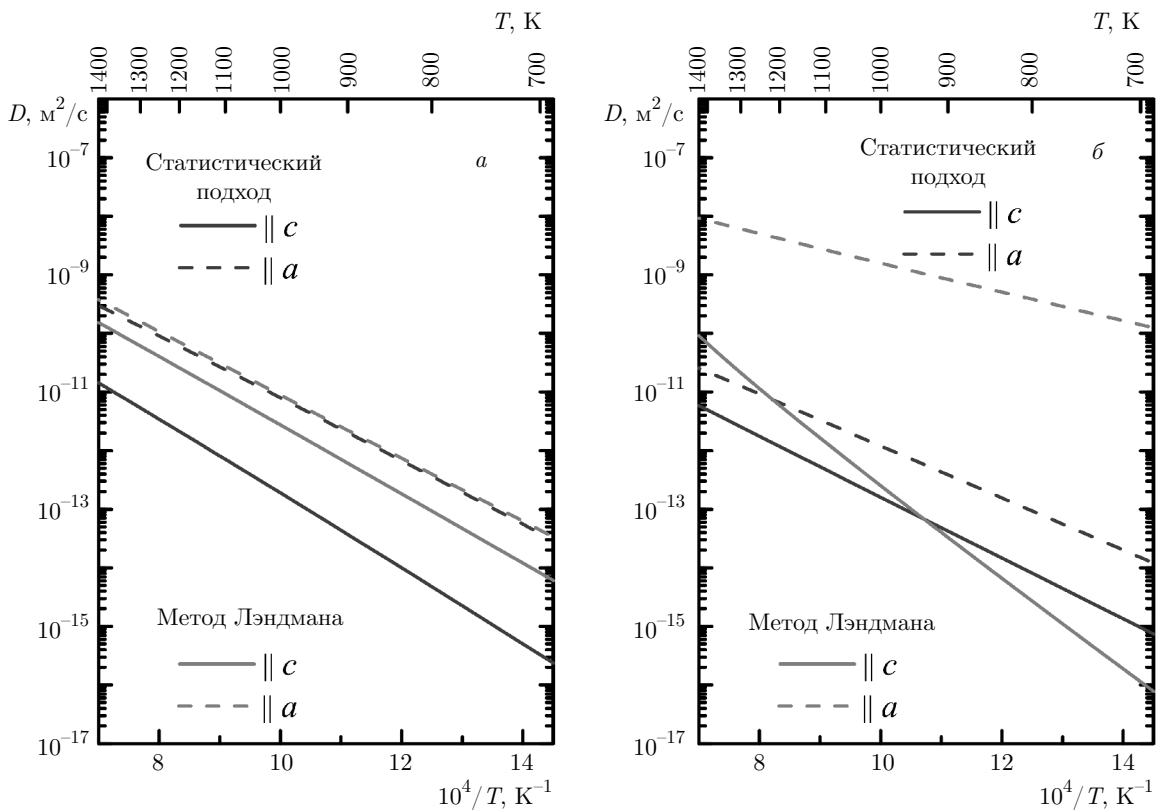 T, K
1400 1300 1200 1100 1000 900 800 700
D, м²/с
Статистический
подход
а
|| c
|| a
10⁻⁷
10⁻⁹
10⁻¹¹
10⁻¹³
10⁻¹⁵
10⁻¹⁷
Метод Лэндмана
|| c
|| a
8 10 12 14
10⁴/T, K⁻¹
T, K
1400 1300 1200 1100 1000 900 800 700
D, м²/с
Статистический
подход
б
|| c
|| a
10⁻⁷
10⁻⁹
10⁻¹¹
10⁻¹³
10⁻¹⁵
10⁻¹⁷
Метод Лэндмана
|| c
|| a
8 10 12 14
10⁴/T, K⁻¹